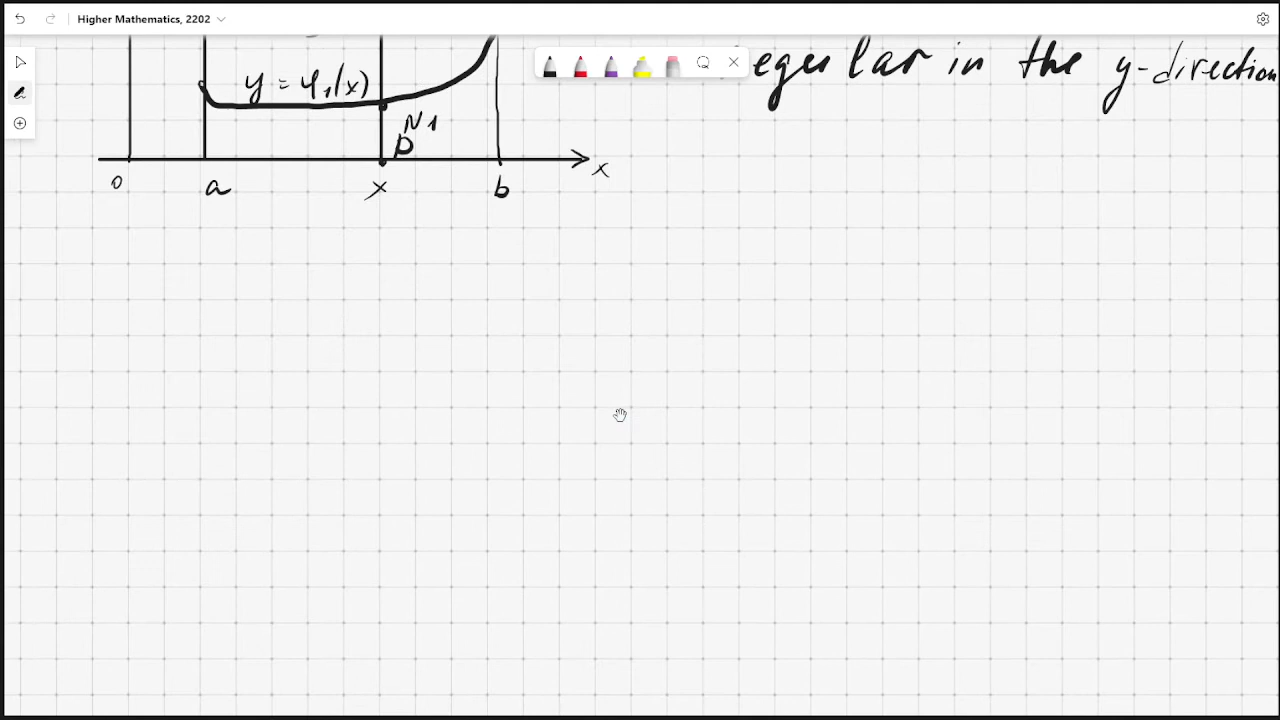 Higher Mathematics, 2202
egular in the y-direction
y = φ₁(x)
N1
P
x
0 a x b